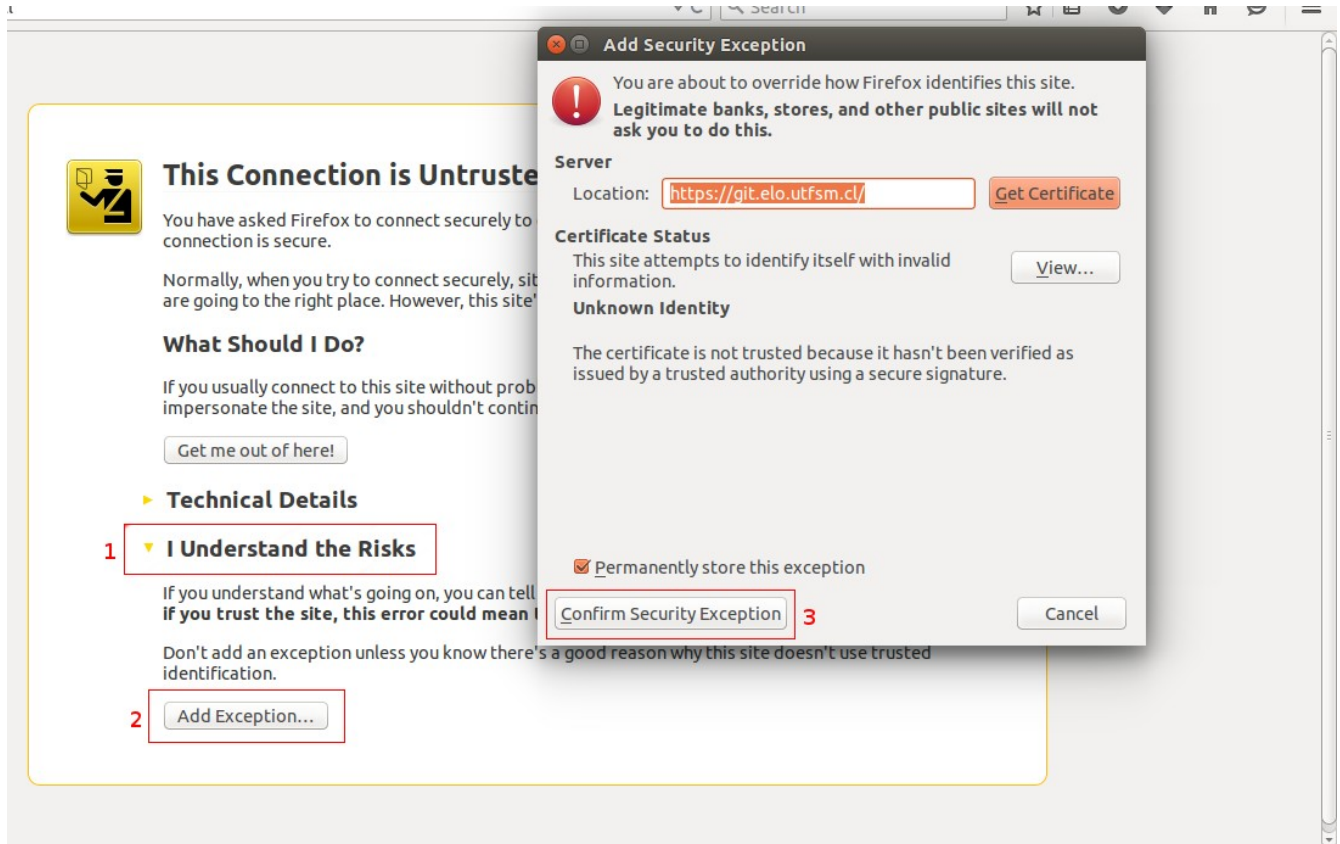 Search
This Connection is Untruste
You have asked Firefox to connect securely to
connection is secure.
Normally, when you try to connect securely, sit
are going to the right place. However, this site'
What Should I Do?
If you usually connect to this site without prob
impersonate the site, and you shouldn't contin
Get me out of here!
Technical Details
1
I Understand the Risks
If you understand what's going on, you can tell
if you trust the site, this error could mean
Don't add an exception unless you know there's a good reason why this site doesn't use trusted
identification.
2
Add Exception...
Add Security Exception
You are about to override how Firefox identifies this site.
Legitimate banks, stores, and other public sites will not
ask you to do this.
Server
Location: https://git.elo.utfsm.cl/ Get Certificate
Certificate Status
This site attempts to identify itself with invalid
information.
View...
Unknown Identity
The certificate is not trusted because it hasn't been verified as
issued by a trusted authority using a secure signature.
Permanently store this exception
Confirm Security Exception
3
Cancel